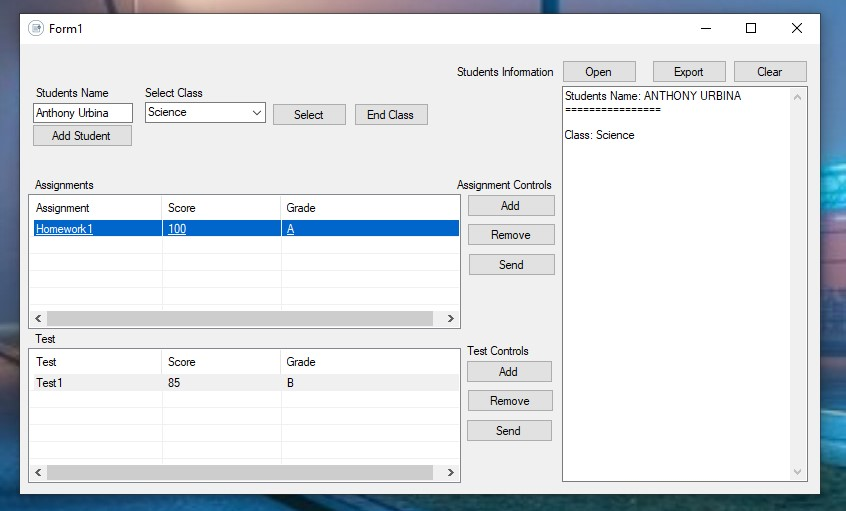 Form1
Students Information
Open
Export
Clear
Students Name
Select Class
Anthony Urbina
Science
Select
End Class
Add Student
Students Name: ANTHONY URBINA
================
Class: Science
Assignments
Assignment Controls
Assignment Score Grade
Homework1 100 A
Add
Remove
Send
Test
Test Controls
Test Score Grade
Test1 85 B
Add
Remove
Send